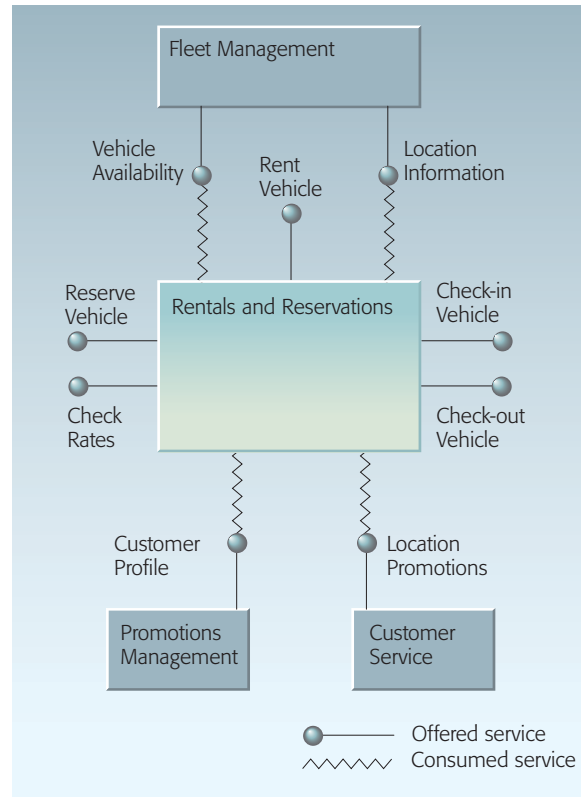 Fleet Management
Vehicle
Availability
Rent
Vehicle
Location
Information
Reserve
Vehicle
Rentals and Reservations
Check-in
Vehicle
Check
Rates
Check-out
Vehicle
Customer
Profile
Location
Promotions
Promotions
Management
Customer
Service
Offered service
Consumed service